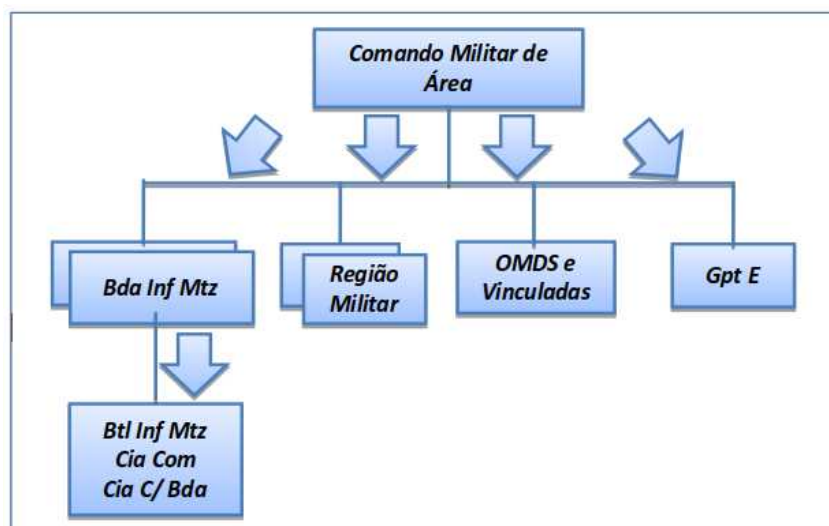 Comando Militar de
Área
Bda Inf Mtz
Região
Militar
OMDS e
Vinculadas
Gpt E
Btl Inf Mtz
Cia Com
Cia C/ Bda